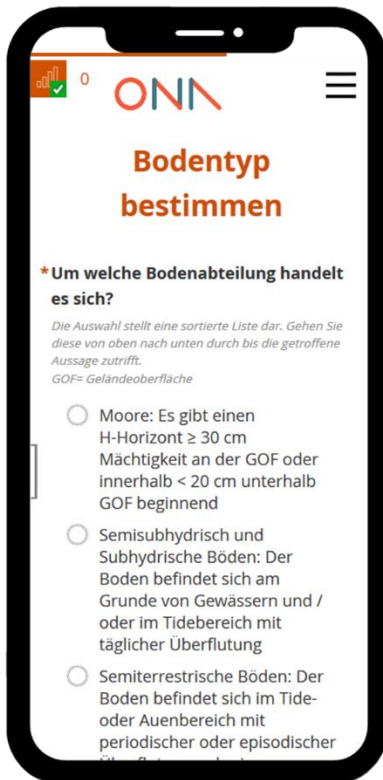 0
ONA
Bodentyp
bestimmen
*Um welche Bodenabteilung handelt
es sich?
Die Auswahl stellt eine sortierte Liste dar. Gehen Sie
diese von oben nach unten durch bis die getroffene
Aussage zutrifft.
GOF= Geländeoberfläche
Moore: Es gibt einen
H-Horizont ≥ 30 cm
Mächtigkeit an der GOF oder
innerhalb < 20 cm unterhalb
GOF beginnend
Semisubhydrisch und
Subhydrische Böden: Der
Boden befindet sich am
Grunde von Gewässern und /
oder im Tidebereich mit
täglicher Überflutung
Semiterrestrische Böden: Der
Boden befindet sich im Tide-
oder Auenbereich mit
periodischer oder episodischer